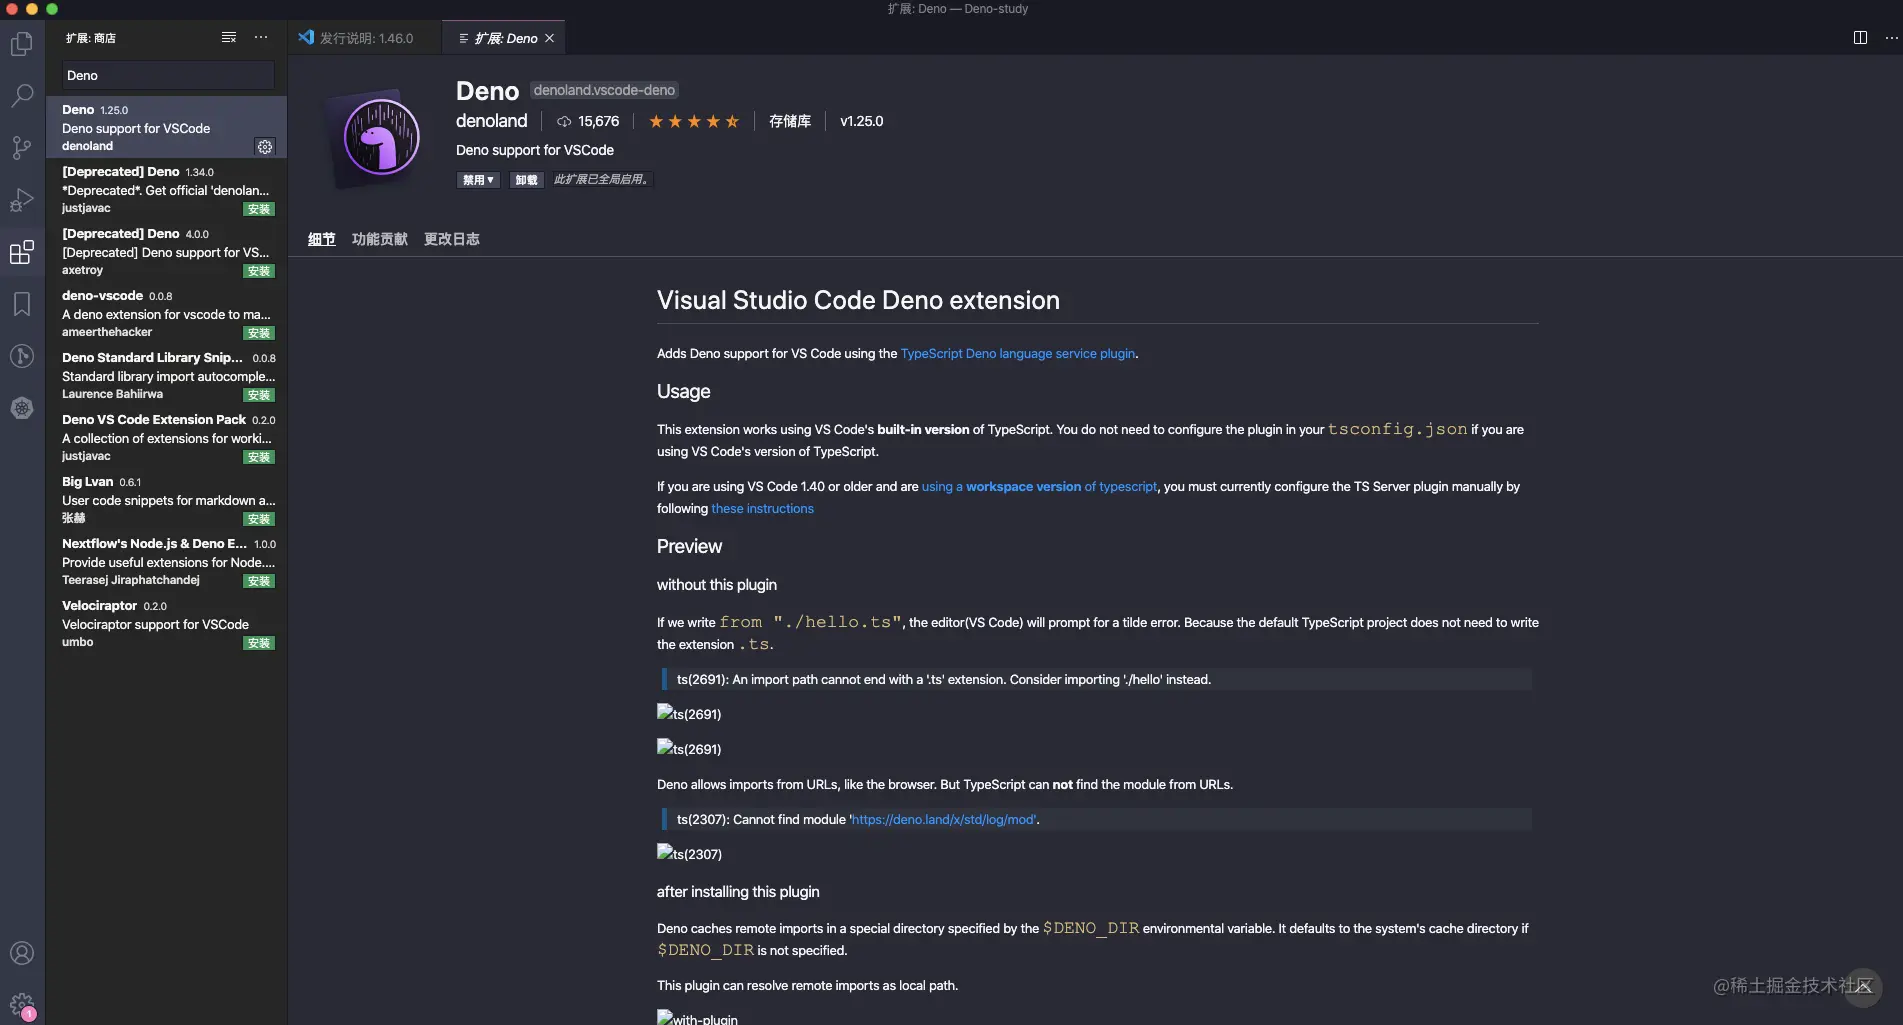 扩展: Deno — Deno-study
扩展: 商店
Deno
Deno 1.25.0
Deno support for VSCode
denoland
[Deprecated] Deno 1.34.0
*Deprecated*. Get official 'denolan...
justjavac
安装
[Deprecated] Deno 4.0.0
[Deprecated] Deno support for VS...
axetroy
安装
deno-vscode 0.0.8
A deno extension for vscode to ma...
ameerthehacker
安装
Deno Standard Library Snip... 0.0.8
Standard library import autocomple...
Laurence Bahiirwa
安装
Deno VS Code Extension Pack 0.2.0
A collection of extensions for worki...
justjavac
安装
Big Lvan 0.6.1
User code snippets for markdown a...
张赫
安装
Nextflow's Node.js & Deno E... 1.0.0
Provide useful extensions for Node....
Teerasej Jiraphatchandej
安装
Velociraptor 0.2.0
Velociraptor support for VSCode
umbo
安装
1
发行说明: 1.46.0
扩展: Deno
Deno denoland.vscode-deno
denoland 15,676 存储库 v1.25.0
Deno support for VSCode
禁用 卸载 此扩展已全局启用。
细节 功能贡献 更改日志
Visual Studio Code Deno extension
Adds Deno support for VS Code using the TypeScript Deno language service plugin.
Usage
This extension works using VS Code's built-in version of TypeScript. You do not need to configure the plugin in your tsconfig.json if you are
using VS Code's version of TypeScript.
If you are using VS Code 1.40 or older and are using a workspace version of typescript, you must currently configure the TS Server plugin manually by
following these instructions
Preview
without this plugin
If we write from "./hello.ts", the editor(VS Code) will prompt for a tilde error. Because the default TypeScript project does not need to write
the extension .ts.
ts(2691): An import path cannot end with a '.ts' extension. Consider importing './hello' instead.
ts(2691)
ts(2691)
Deno allows imports from URLs, like the browser. But TypeScript can not find the module from URLs.
ts(2307): Cannot find module 'https://deno.land/x/std/log/mod'.
ts(2307)
after installing this plugin
Deno caches remote imports in a special directory specified by the $DENO_DIR environmental variable. It defaults to the system's cache directory if
$DENO_DIR is not specified.
This plugin can resolve remote imports as local path.
with-plugin
@稀土掘金技术社区